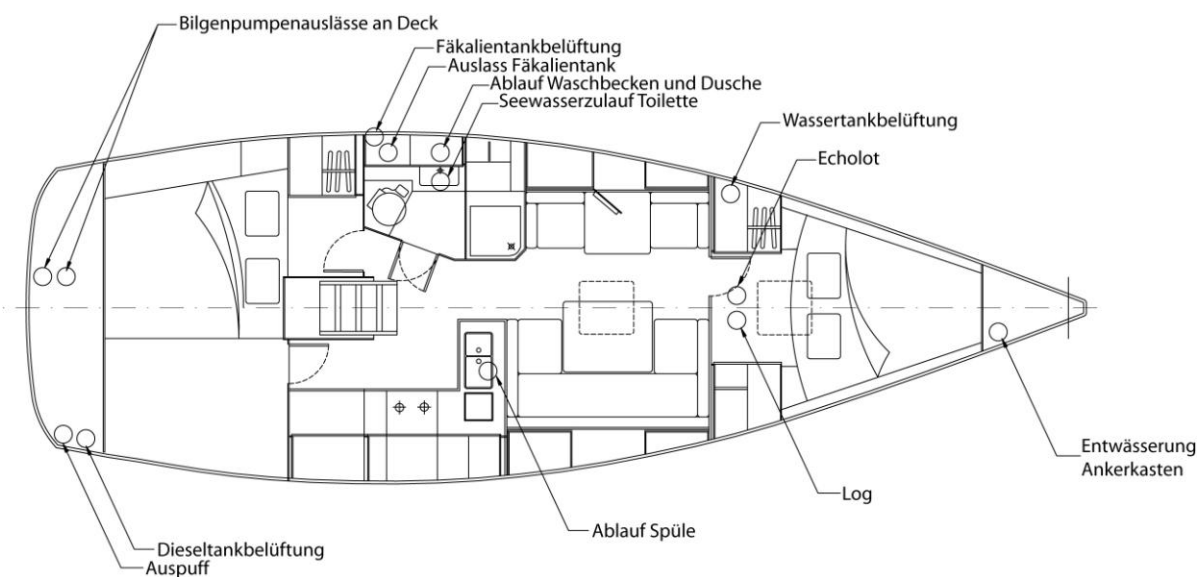 Bilgenpumpenauslässe an Deck
Fäkalientankbelüftung
Auslass Fäkalientank
Ablauf Waschbecken und Dusche
Seewasserzulauf Toilette
Wassertankbelüftung
Echolot
Entwässerung
Ankerkasten
Log
Ablauf Spüle
Dieseltankbelüftung
Auspuff